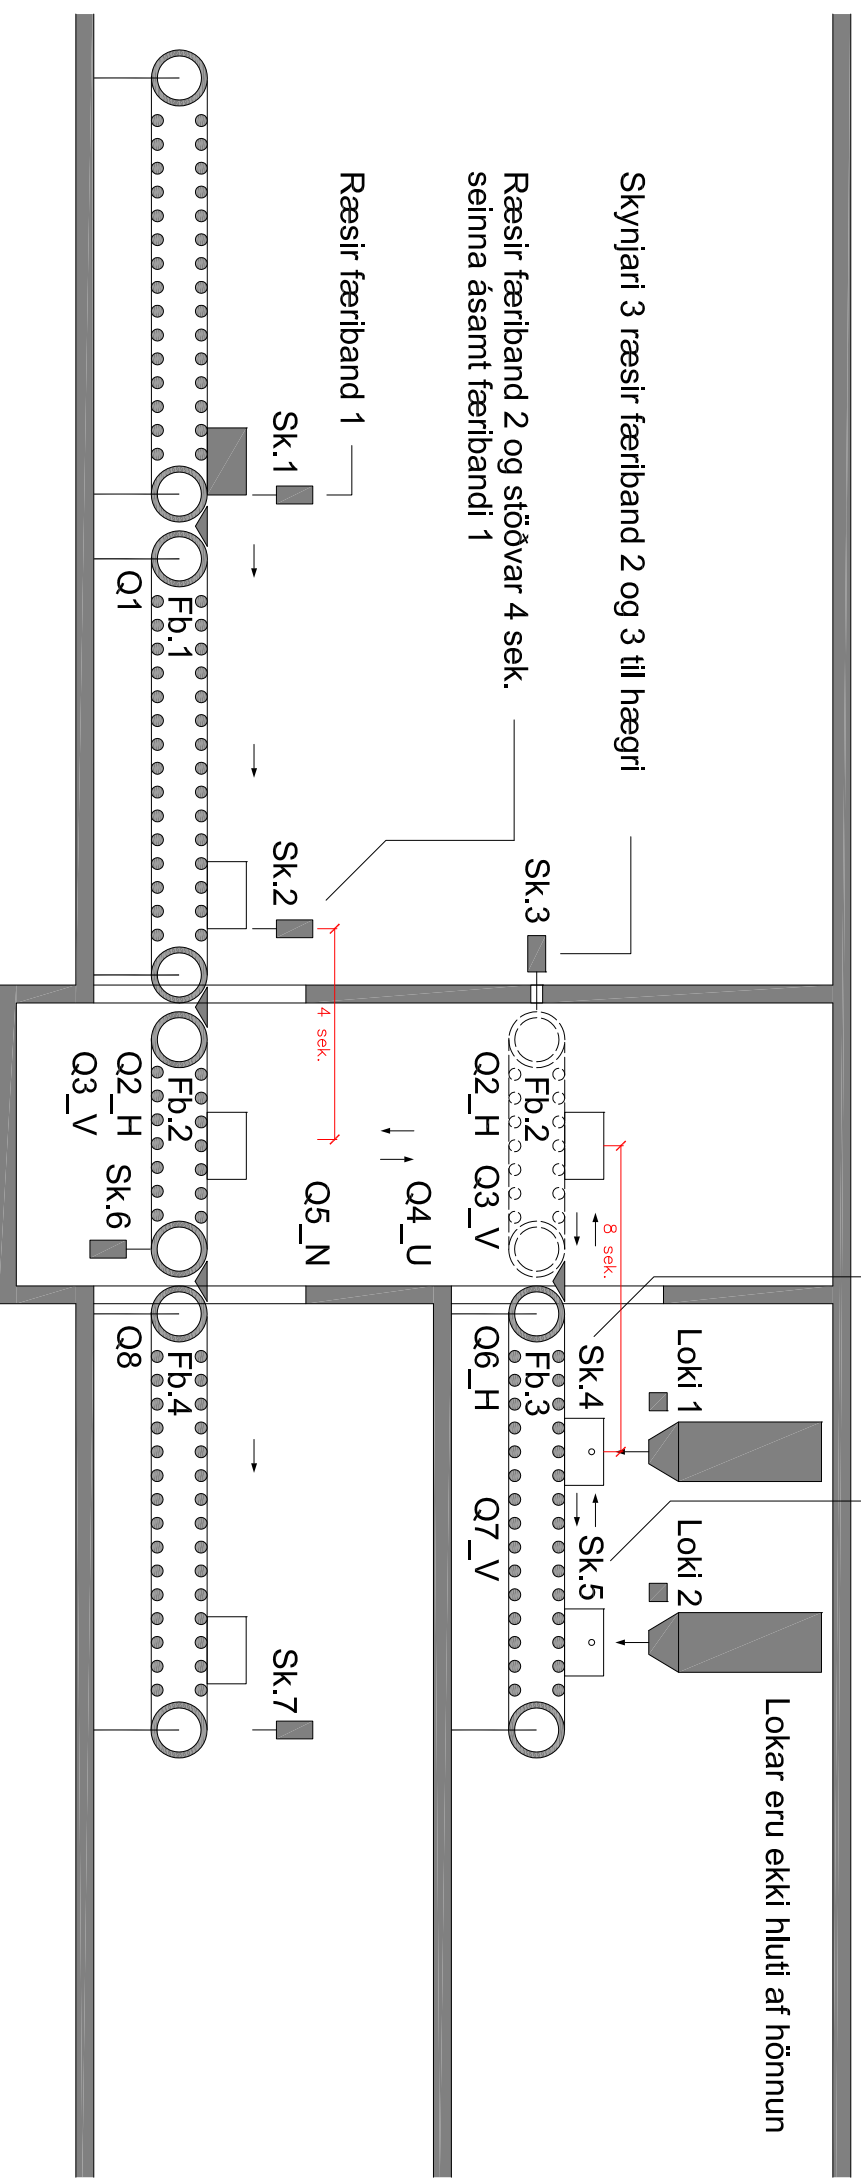 Lokar eru ekki hluti af hönnun
Loki 1
Loki 2
Skynjari 3 ræsir færiband 2 og 3 til hægri
8 sek.
Sk.4
Sk.5
Sk.3
Fb.2
Fb.3
Ræsir færiband 2 og stöðvar 4 sek.
seinna ásamt færibandi 1
Q2_H
Q3_V
Q6_H
Q7_V
Q4_U
Ræsir færiband 1
4 sek.
Q5_N
Sk.1
Sk.2
Sk.7
Fb.1
Fb.2
Fb.4
Q1
Q2_H
Q3_V
Sk.6
Q8